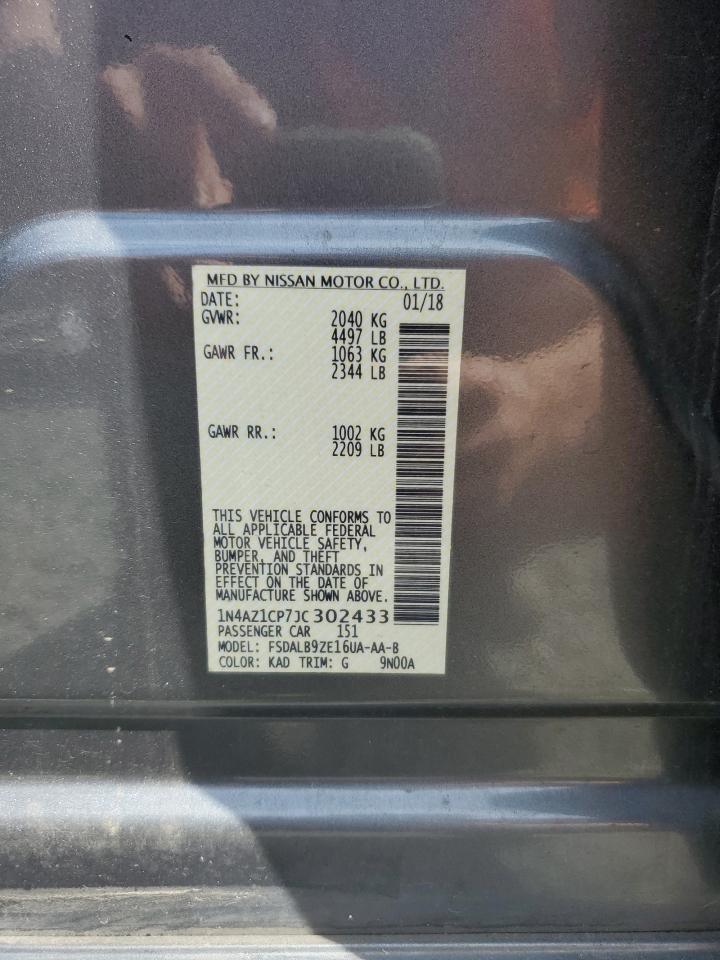 MFD BY NISSAN MOTOR CO., LTD.
DATE: 01/18
GVWR: 2040 KG
4497 LB
GAWR FR.: 1063 KG
2344 LB
GAWR RR.: 1002 KG
2209 LB
THIS VEHICLE CONFORMS TO
ALL APPLICABLE FEDERAL
MOTOR VEHICLE SAFETY,
BUMPER, AND THEFT
PREVENTION STANDARDS IN
EFFECT ON THE DATE OF
MANUFACTURE SHOWN ABOVE.
1N4AZ1CP7JC302433
PASSENGER CAR 151
MODEL: FSDALB9ZE16UA-AA-B
COLOR: KAD TRIM: G 9N00A